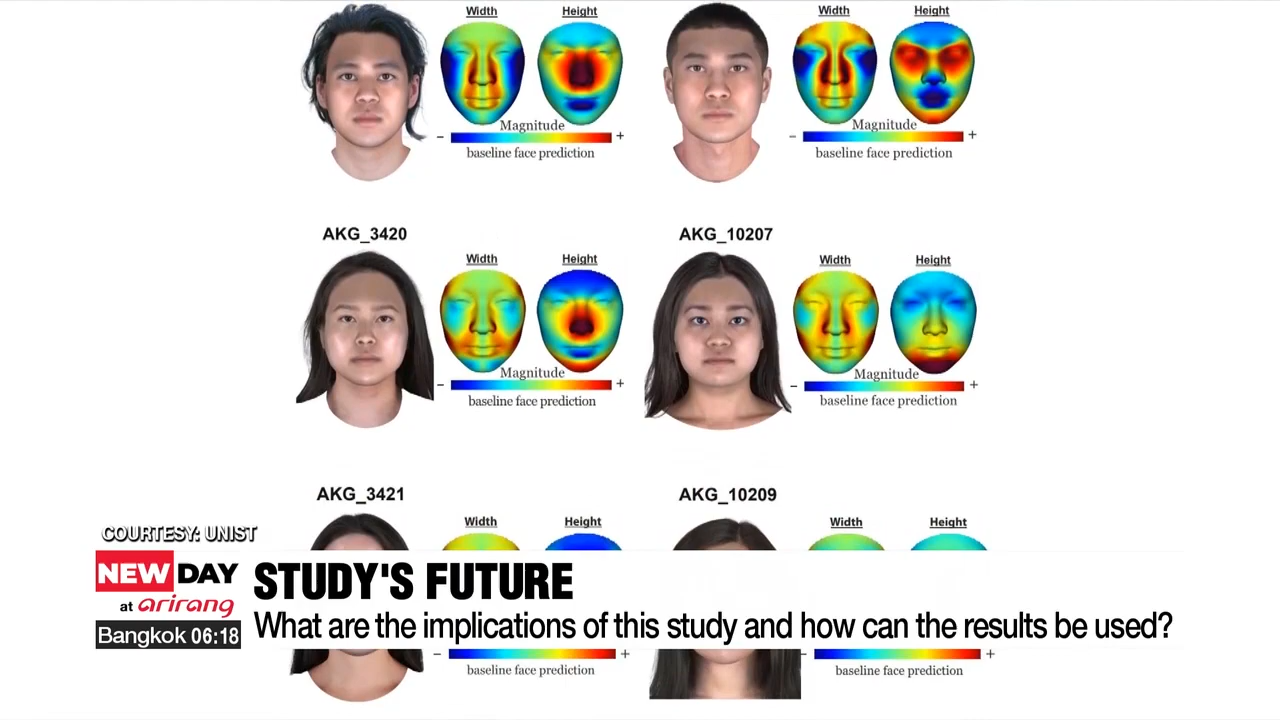 Width Height
Width Height
Magnitude
- +
baseline face prediction
Magnitude
- +
baseline face prediction
AKG_3420
AKG_10207
Width Height
Width Height
Magnitude
- +
baseline face prediction
Magnitude
- +
baseline face prediction
AKG_3421
AKG_10209
Width Height
Width Height
COURTESY: UNIST
NEW DAY
at arirang
Bangkok 06:18
STUDY'S FUTURE
What are the implications of this study and how can the results be used?
- +
baseline face prediction
- +
baseline face prediction